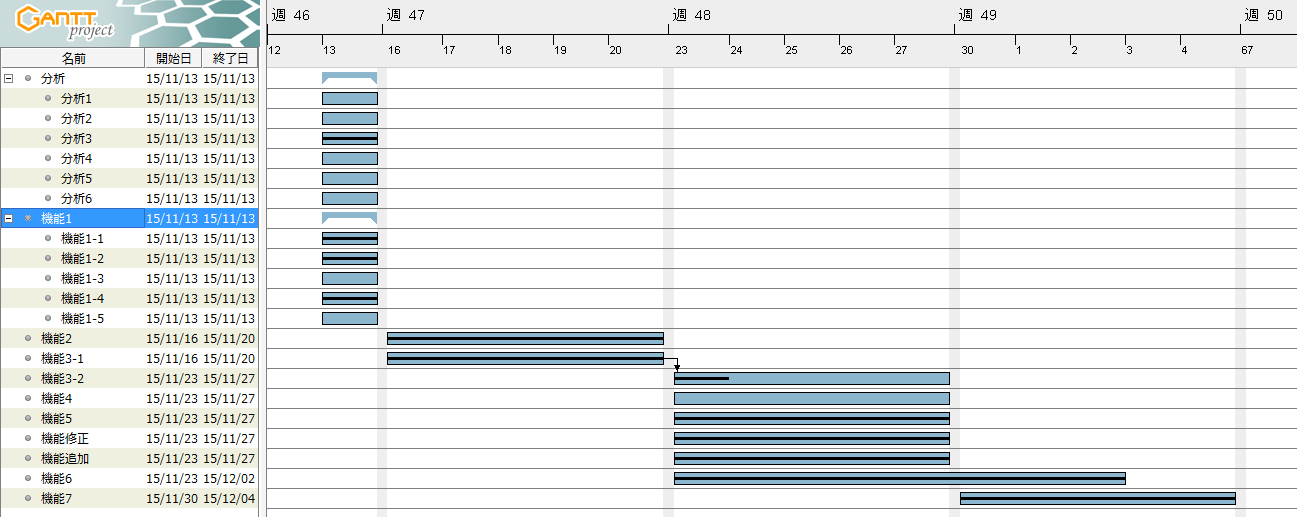 GANTT
project
週 46 週 47 週 48 週 49 週 50
12 13 16 17 18 19 20 23 24 25 26 27 30 1 2 3 4 67
名前 開始日 終了日
分析 15/11/13 15/11/13
分析1 15/11/13 15/11/13
分析2 15/11/13 15/11/13
分析3 15/11/13 15/11/13
分析4 15/11/13 15/11/13
分析5 15/11/13 15/11/13
分析6 15/11/13 15/11/13
機能1 15/11/13 15/11/13
機能1-1 15/11/13 15/11/13
機能1-2 15/11/13 15/11/13
機能1-3 15/11/13 15/11/13
機能1-4 15/11/13 15/11/13
機能1-5 15/11/13 15/11/13
機能2 15/11/16 15/11/20
機能3-1 15/11/16 15/11/20
機能3-2 15/11/23 15/11/27
機能4 15/11/23 15/11/27
機能5 15/11/23 15/11/27
機能修正 15/11/23 15/11/27
機能追加 15/11/23 15/11/27
機能6 15/11/23 15/12/02
機能7 15/11/30 15/12/04